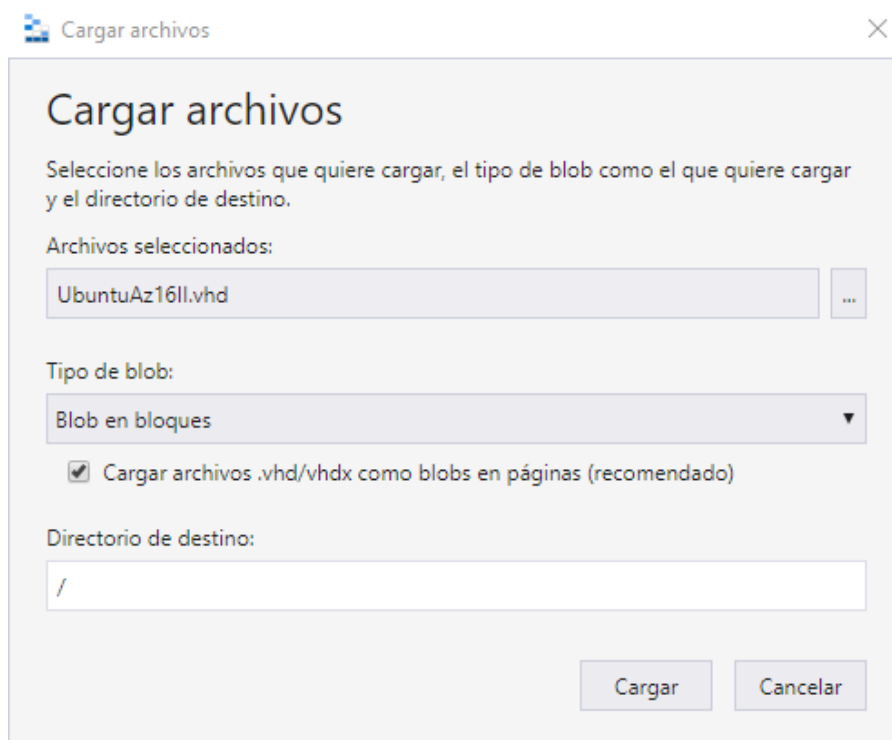 Cargar archivos
Cargar archivos
Seleccione los archivos que quiere cargar, el tipo de blob como el que quiere cargar
y el directorio de destino.
Archivos seleccionados:
UbuntuAz16II.vhd
...
Tipo de blob:
Blob en bloques
Cargar archivos .vhd/vhdx como blobs en páginas (recomendado)
Directorio de destino:
/
Cargar Cancelar